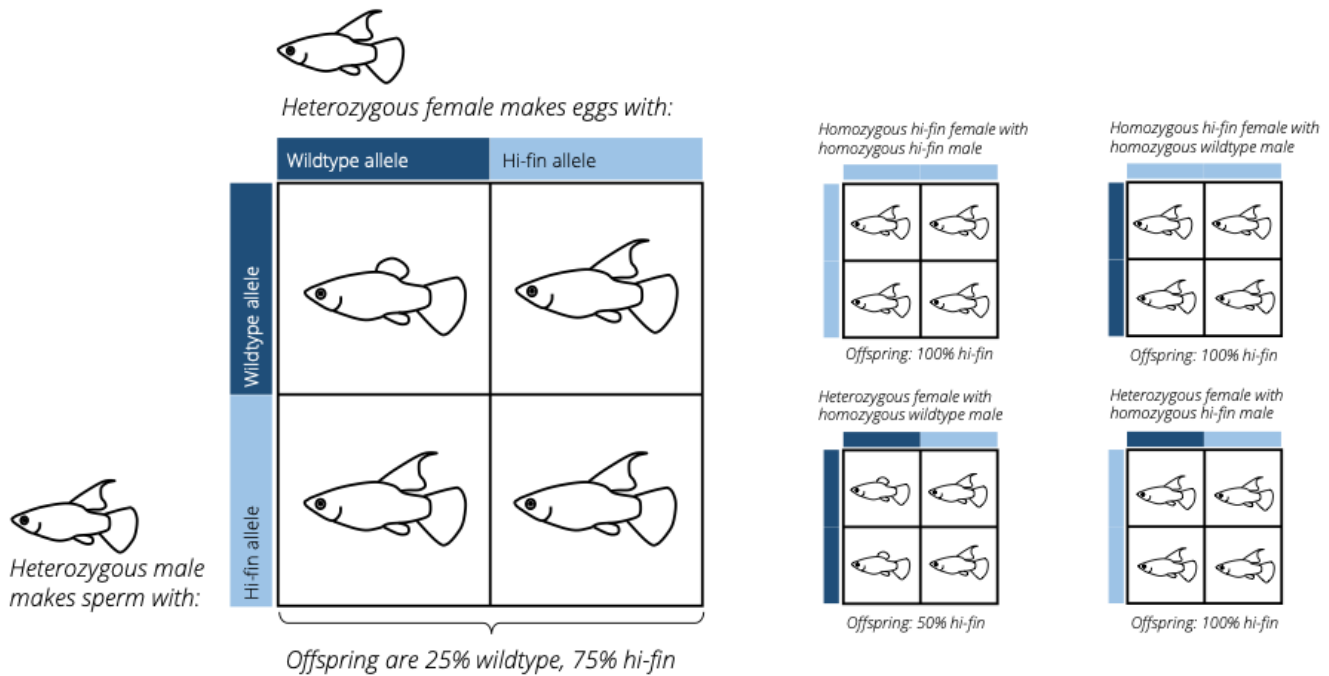 Heterozygous female makes eggs with:
Wildtype allele
Hi-fin allele
Wildtype allele
Hi-fin allele
Heterozygous male
makes sperm with:
Offspring are 25% wildtype, 75% hi-fin
Homozygous hi-fin female with
homozygous hi-fin male
Offspring: 100% hi-fin
Homozygous hi-fin female with
homozygous wildtype male
Offspring: 100% hi-fin
Heterozygous female with
homozygous wildtype male
Offspring: 50% hi-fin
Heterozygous female with
homozygous hi-fin male
Offspring: 100% hi-fin